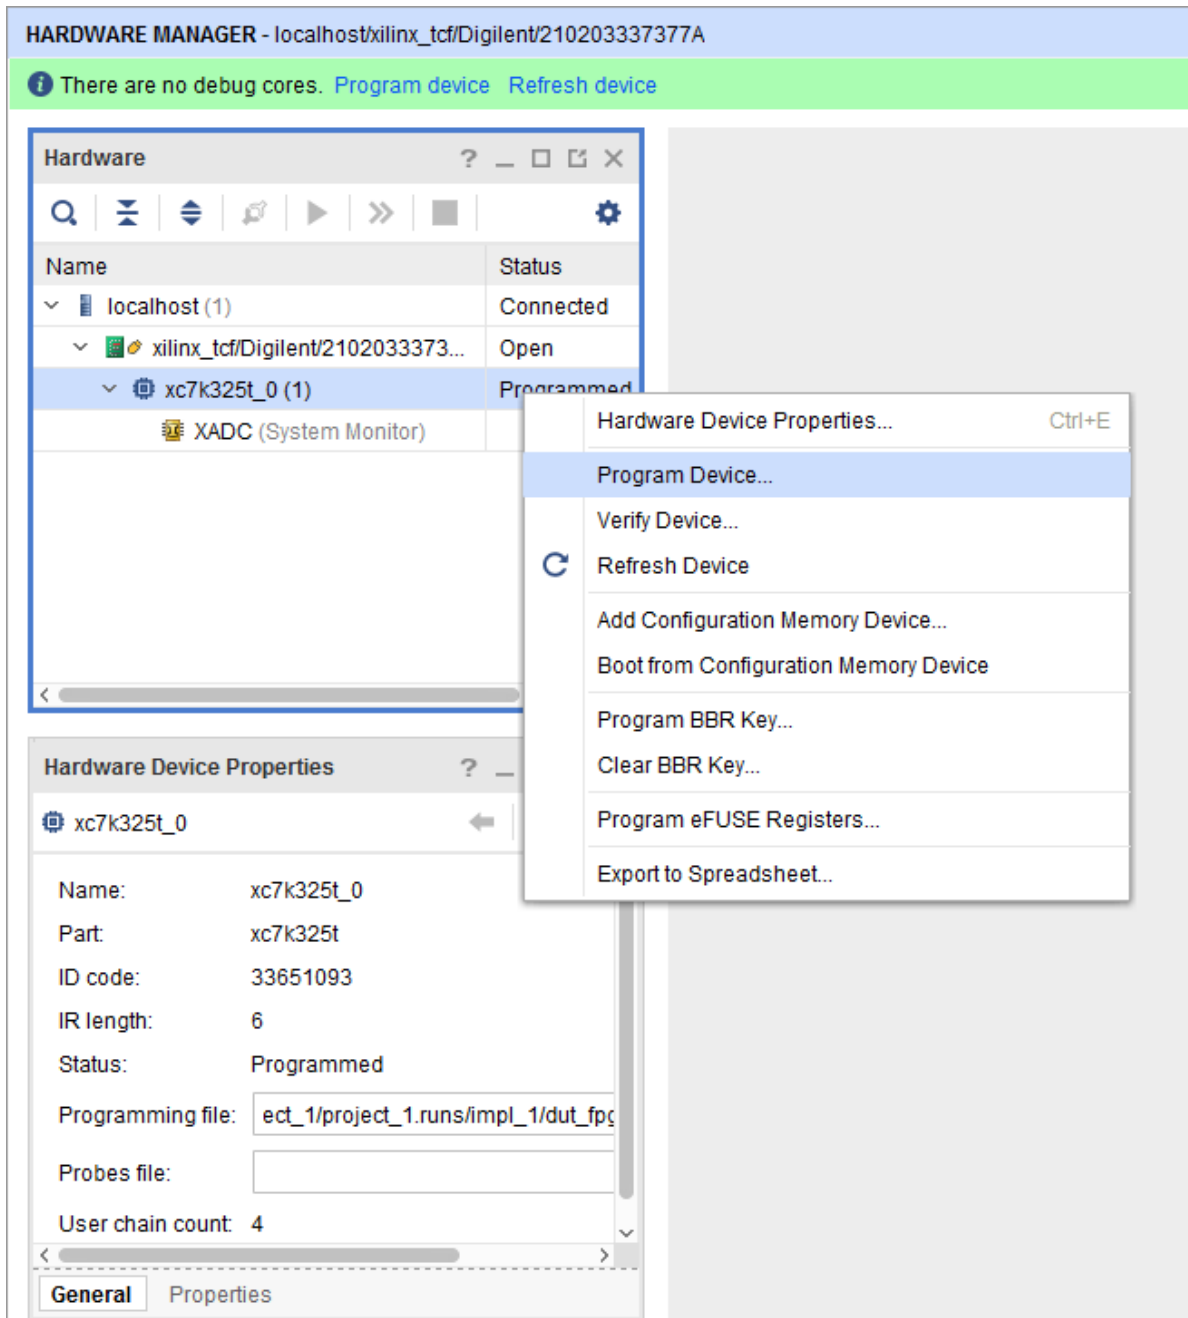 HARDWARE MANAGER - localhost/xilinx_tcf/Digilent/210203337377A
There are no debug cores. Program device Refresh device
Hardware
Name Status
localhost (1) Connected
xilinx_tcf/Digilent/2102033373... Open
xc7k325t_0 (1) Programmed
XADC (System Monitor)
Hardware Device Properties... Ctrl+E
Program Device...
Verify Device...
Refresh Device
Add Configuration Memory Device...
Boot from Configuration Memory Device
Program BBR Key...
Clear BBR Key...
Program eFUSE Registers...
Export to Spreadsheet...
Hardware Device Properties
xc7k325t_0
Name: xc7k325t_0
Part: xc7k325t
ID code: 33651093
IR length: 6
Status: Programmed
Programming file: ect_1/project_1.runs/impl_1/dut_fpg
Probes file:
User chain count: 4
General Properties